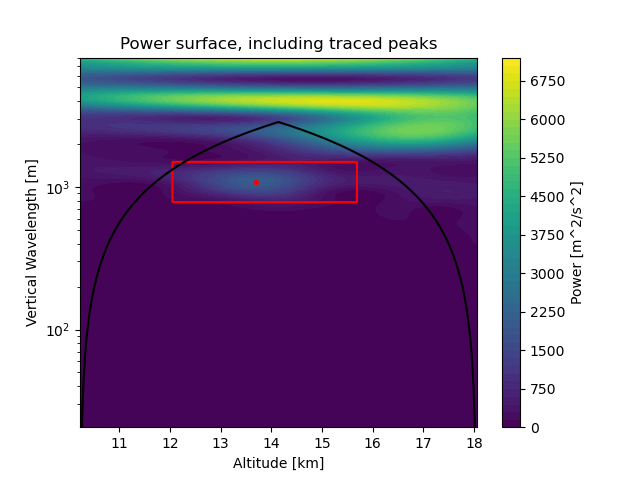 Power surface, including traced peaks
Vertical Wavelength [m]
10^3
10^2
11 12 13 14 15 16 17 18
Altitude [km]
6750
6000
5250
4500
3750
3000
2250
1500
750
0
Power [m^2/s^2]